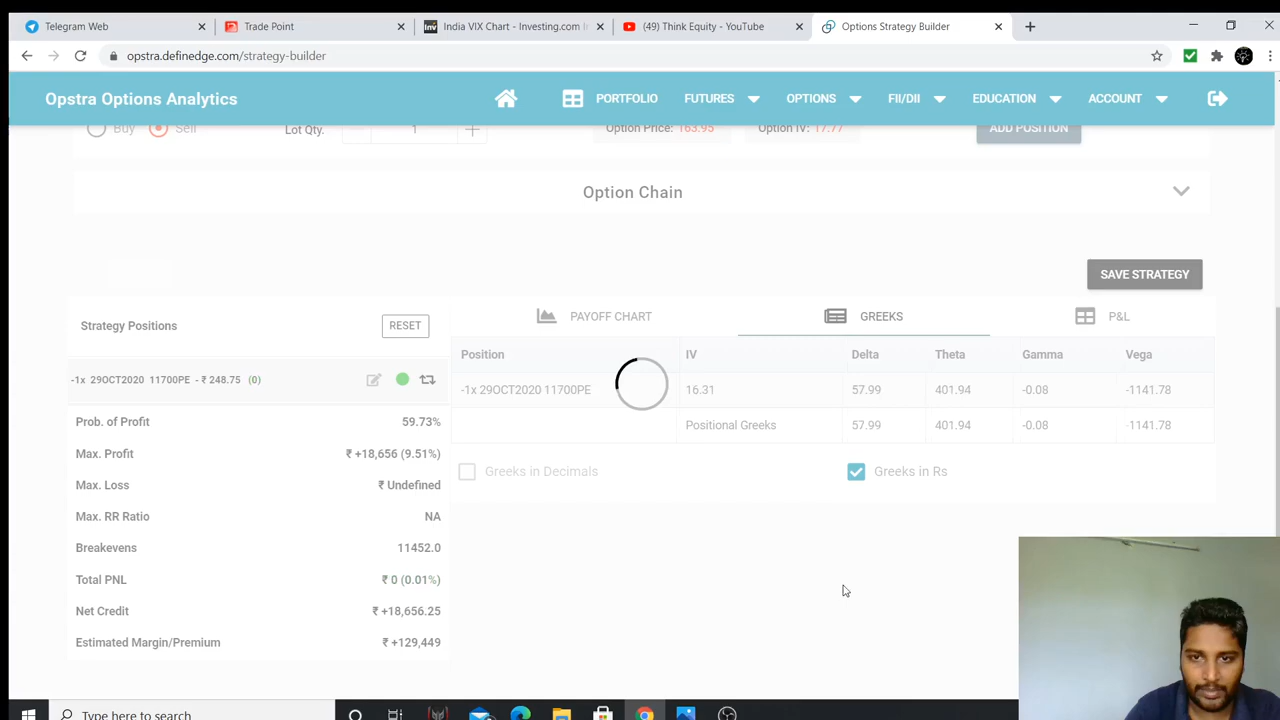 Telegram Web
Trade Point
India VIX Chart - Investing.com
(49) Think Equity - YouTube
Options Strategy Builder
opstra.definedge.com/strategy-builder
Opstra Options Analytics
PORTFOLIO
FUTURES
OPTIONS
FII/DII
EDUCATION
ACCOUNT
Buy
Sell
Lot Qty.
1
Option Price: 163.95
Option IV: 17.77
ADD POSITION
Option Chain
SAVE STRATEGY
Strategy Positions
RESET
PAYOFF CHART
GREEKS
P&L
Position IV Delta Theta Gamma Vega
-1x 29OCT2020 11700PE - ₹ 248.75 (0)
-1x 29OCT2020 11700PE 16.31 57.99 401.94 -0.08 -1141.78
Positional Greeks 57.99 401.94 -0.08 -1141.78
Greeks in Decimals
Greeks in Rs
Prob. of Profit 59.73%
Max. Profit ₹ +18,656 (9.51%)
Max. Loss ₹ Undefined
Max. RR Ratio NA
Breakevens 11452.0
Total PNL ₹ 0 (0.01%)
Net Credit ₹ +18,656.25
Estimated Margin/Premium ₹ +129,449
Type here to search